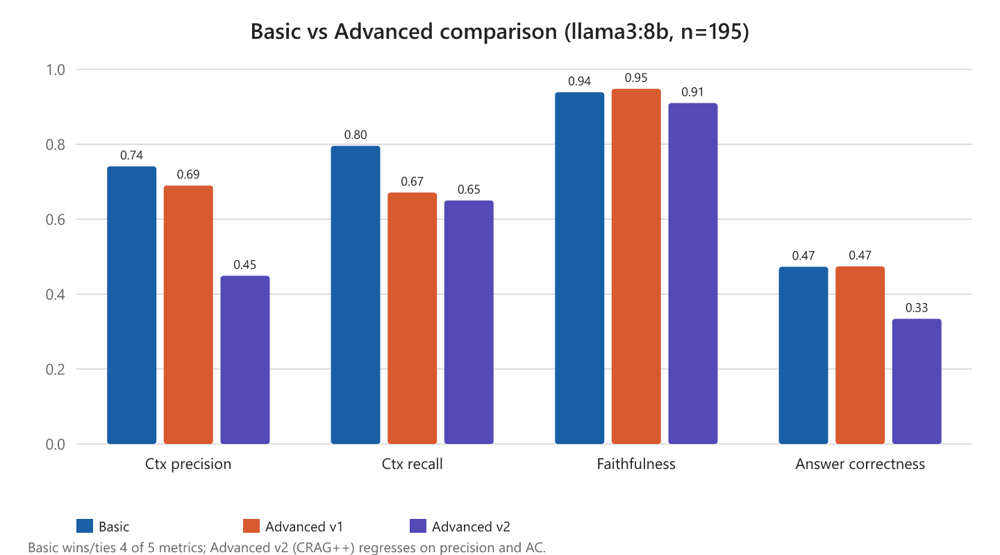 Basic vs Advanced comparison (llama3:8b, n=195)
1.0
0.8
0.6
0.4
0.2
0.0
0.74
0.69
0.45
0.80
0.67
0.65
0.94
0.95
0.91
0.47
0.47
0.33
Ctx precision
Ctx recall
Faithfulness
Answer correctness
Basic
Advanced v1
Advanced v2
Basic wins/ties 4 of 5 metrics; Advanced v2 (CRAG++) regresses on precision and AC.